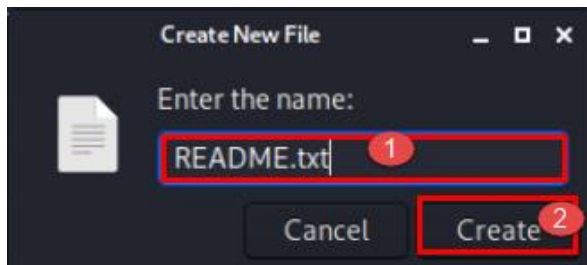 Create New File
Enter the name:
README.txt 1
Cancel Create 2